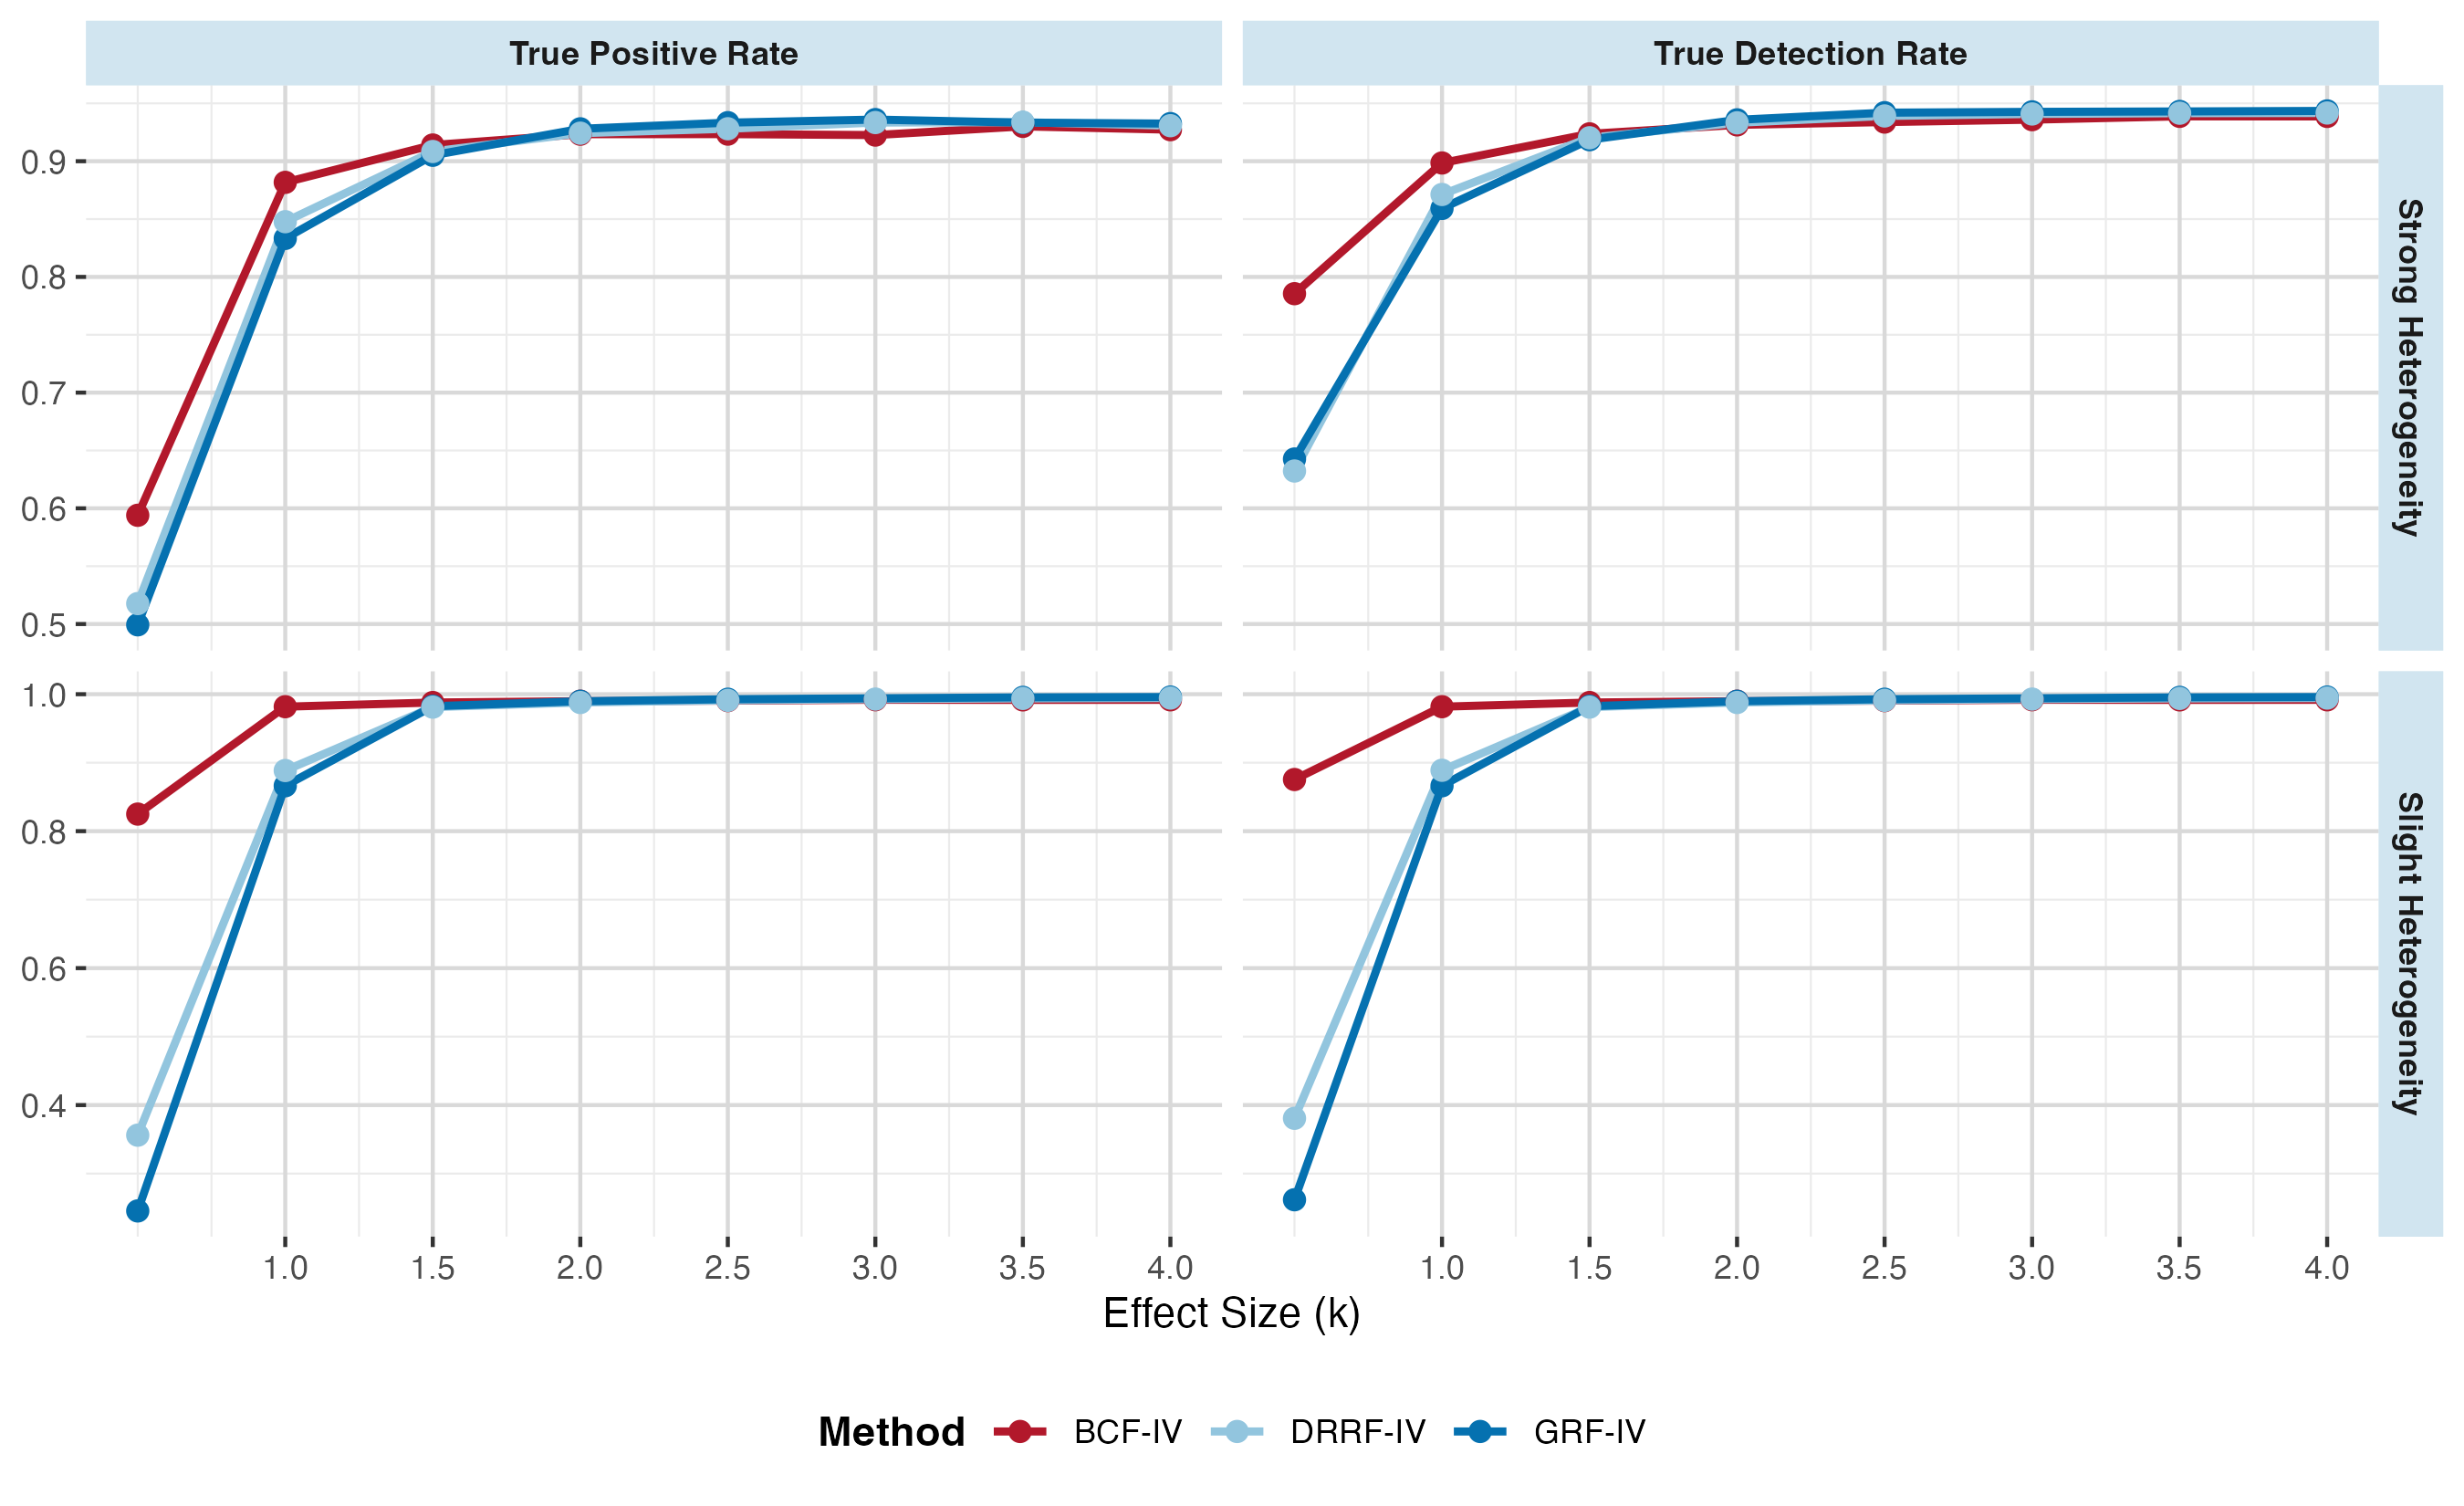 True Positive Rate
True Detection Rate
0.9
0.8
0.7
0.6
0.5
Strong Heterogeneity
1.0
0.8
0.6
0.4
Slight Heterogeneity
1.0 1.5 2.0 2.5 3.0 3.5 4.0
1.0 1.5 2.0 2.5 3.0 3.5 4.0
Effect Size (k)
Method BCF-IV DRRF-IV GRF-IV